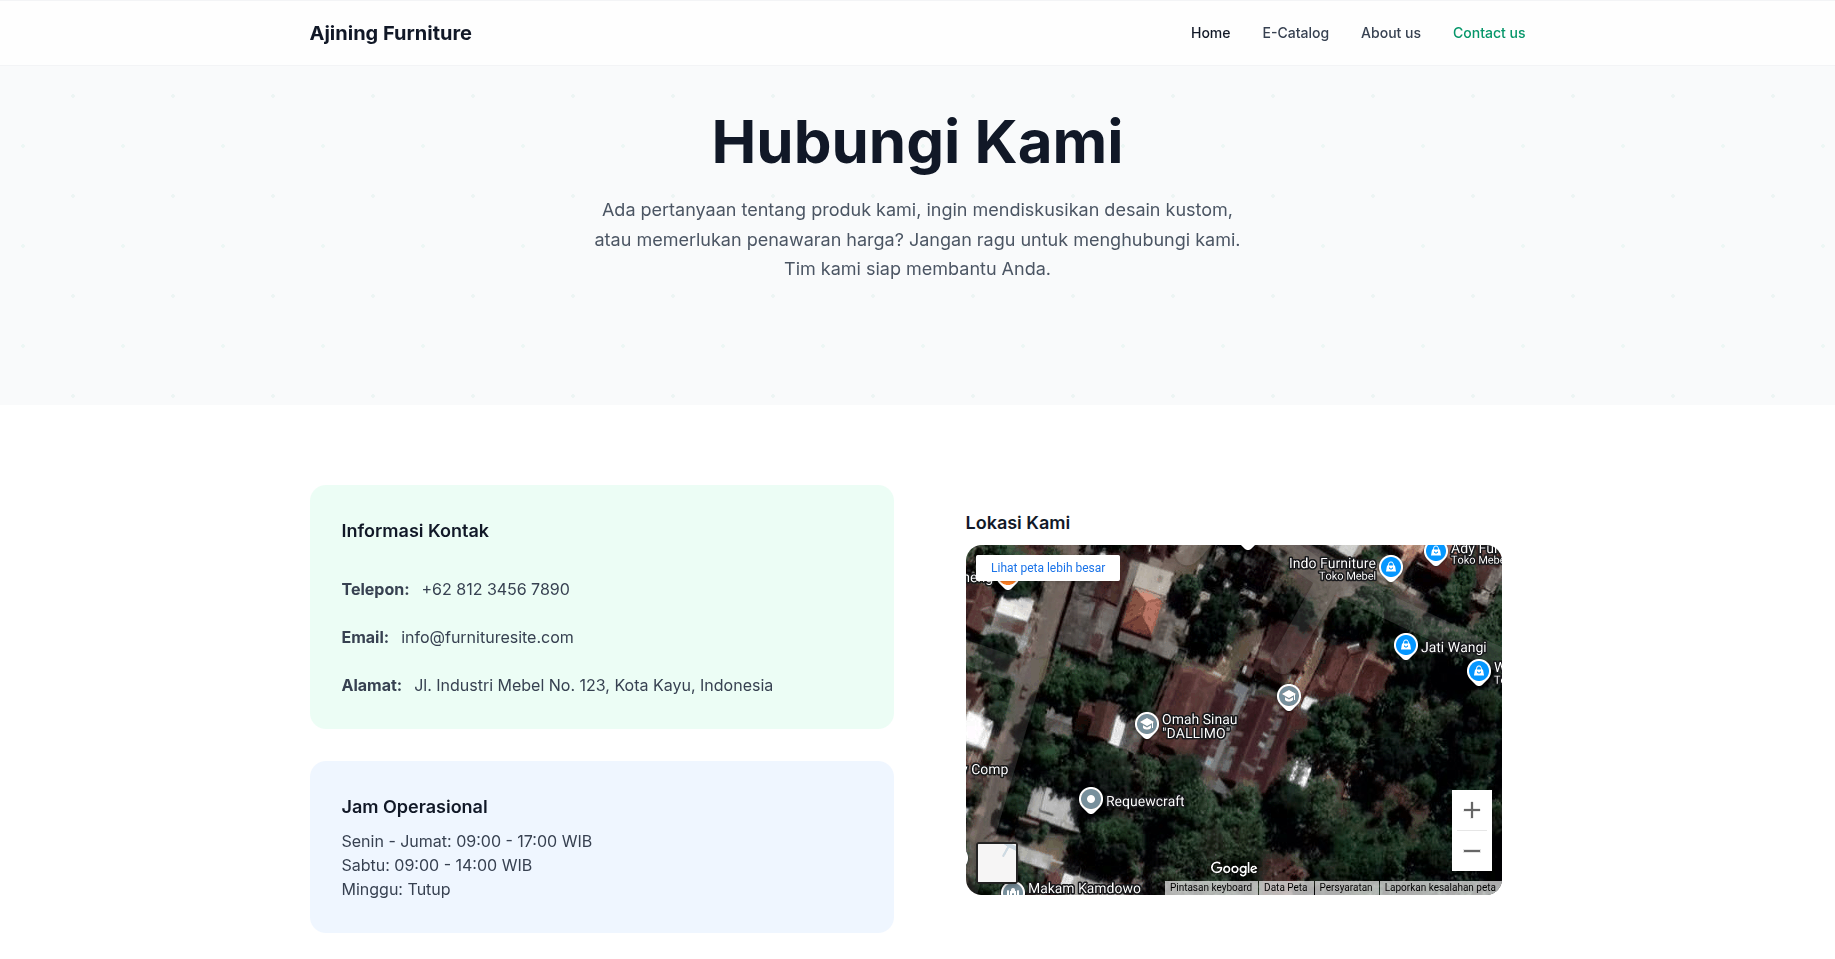 Ajining Furniture
Home
E-Catalog
About us
Contact us
Hubungi Kami
Ada pertanyaan tentang produk kami, ingin mendiskusikan desain kustom,
atau memerlukan penawaran harga? Jangan ragu untuk menghubungi kami.
Tim kami siap membantu Anda.
Informasi Kontak
Telepon: +62 812 3456 7890
Email: info@furnituresite.com
Alamat: Jl. Industri Mebel No. 123, Kota Kayu, Indonesia
Jam Operasional
Senin - Jumat: 09:00 - 17:00 WIB
Sabtu: 09:00 - 14:00 WIB
Minggu: Tutup
Lokasi Kami
Lihat peta lebih besar
Indo Furniture
Toko Mebel
Ady
Toko
Jati Wangi
Omah Sinau
"DALLIMO"
Comp
Requewcraft
Makam Kamdowo
Google
Pintasan keyboard
Data Peta
Persyaratan
Laporkan kesalahan peta